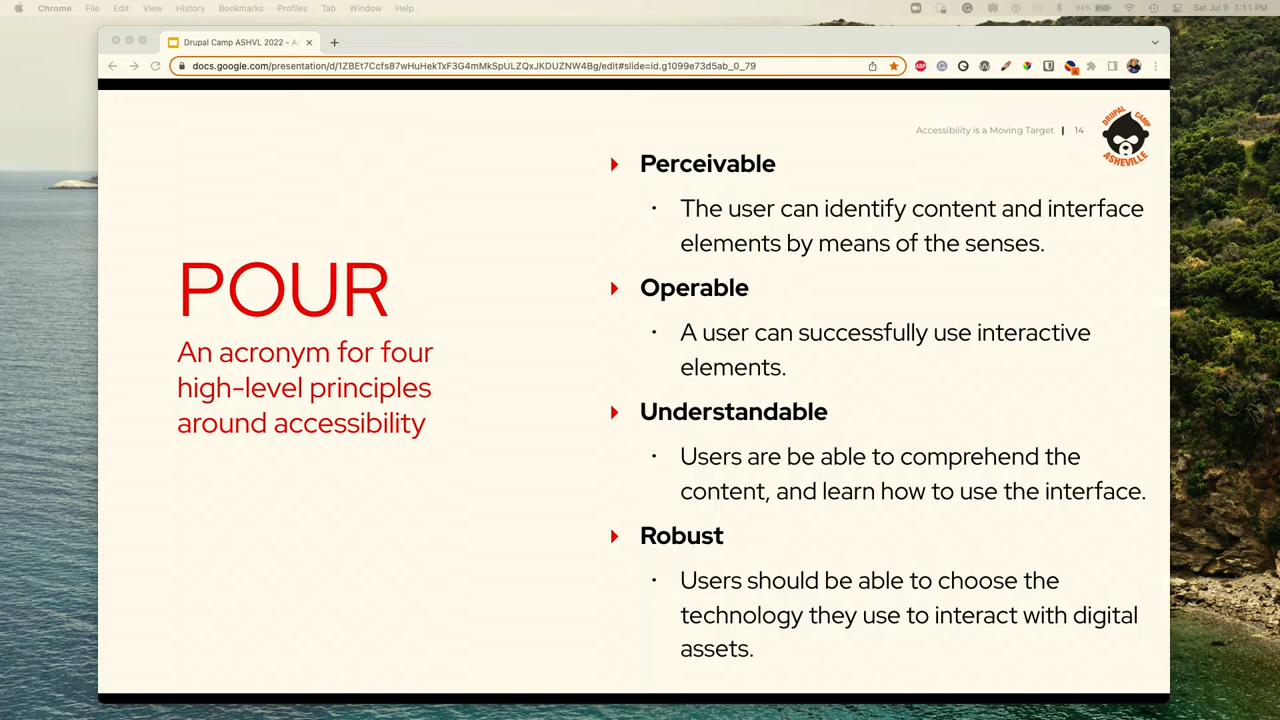 Chrome File Edit View History Bookmarks Profiles Tab Window Help 94% Sat Jul 9 1:11 PM
Drupal Camp ASHVL 2022 - A
docs.google.com/presentation/d/1ZBEt7Ccfs87wHuHekTxF3G4mMkSpULZQxJKDUZNW4Bg/edit#slide=id.g1099e73d5ab_0_79
Accessibility is a Moving Target | 14
DRUPAL CAMP
ASHEVILLE
POUR
An acronym for four
high-level principles
around accessibility
Perceivable
The user can identify content and interface
elements by means of the senses.
Operable
A user can successfully use interactive
elements.
Understandable
Users are be able to comprehend the
content, and learn how to use the interface.
Robust
Users should be able to choose the
technology they use to interact with digital
assets.